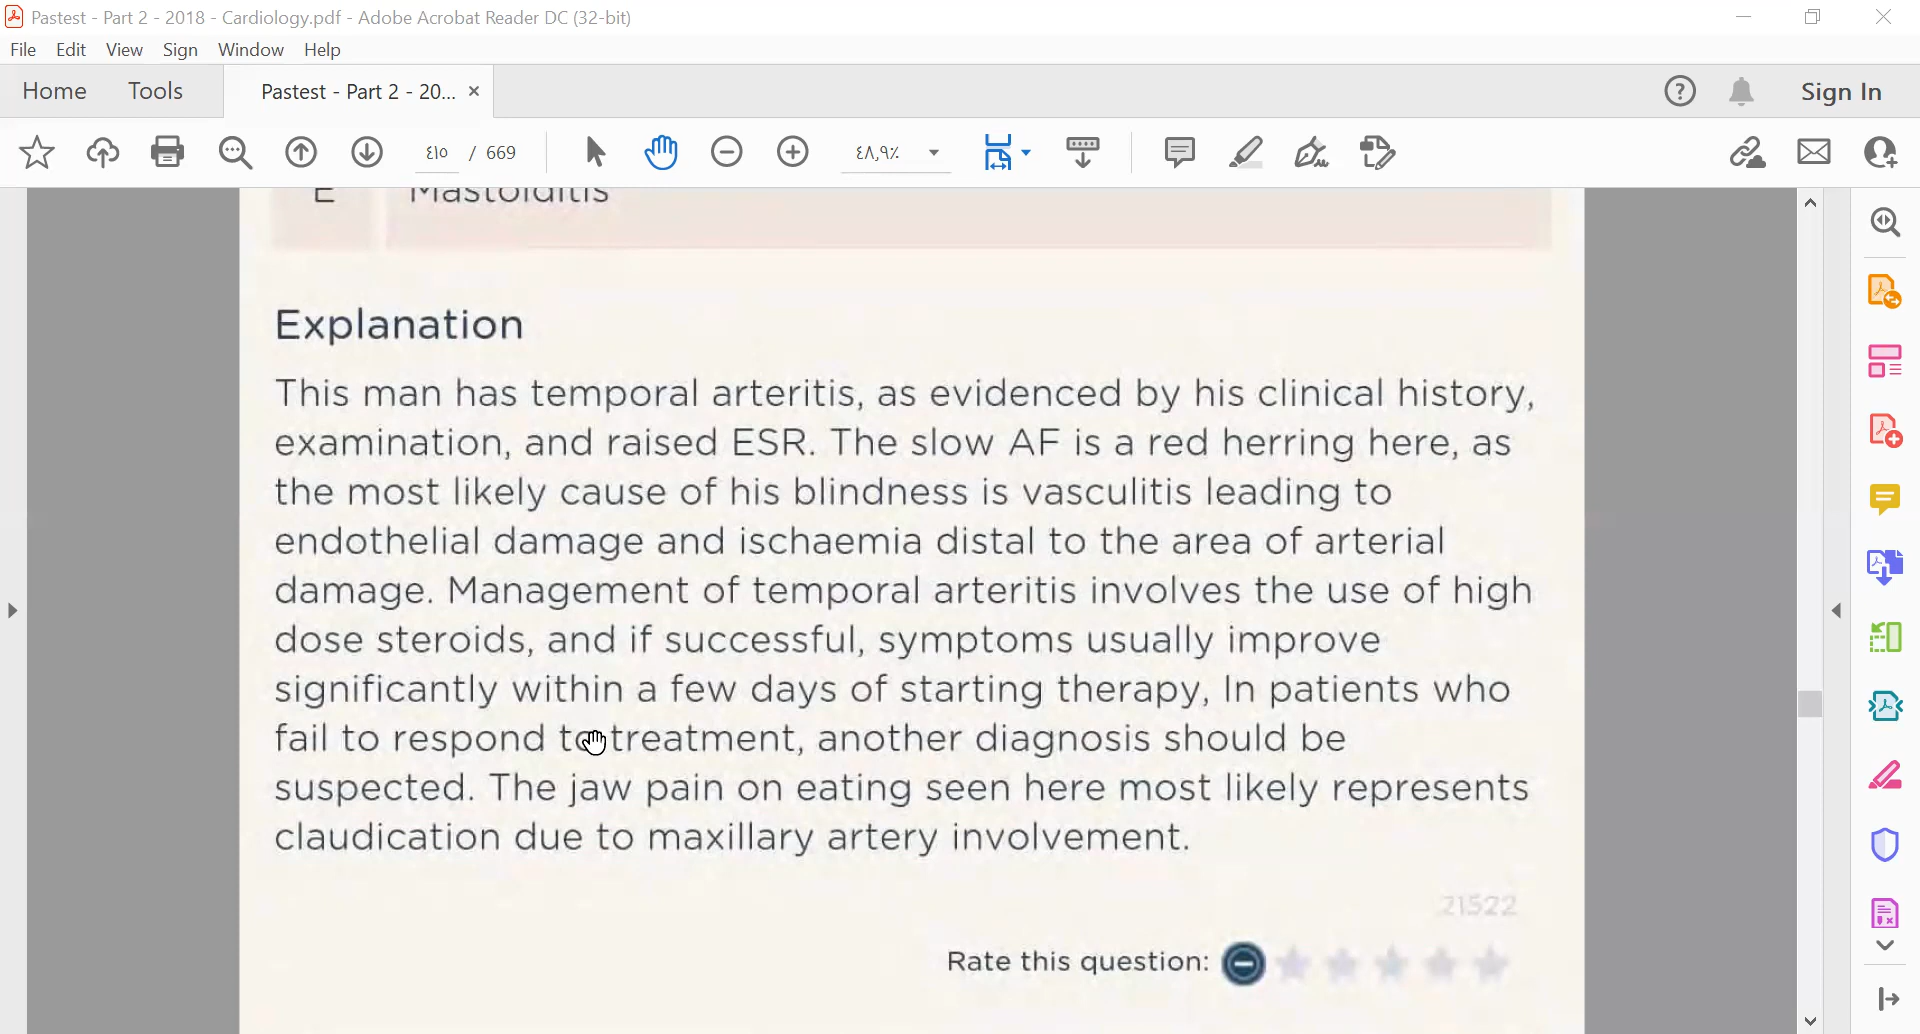 Pastest - Part 2 - 2018 - Cardiology.pdf - Adobe Acrobat Reader DC (32-bit)
File Edit View Sign Window Help
Home Tools Pastest - Part 2 - 20... × Sign In
٤١٥ / 669 ٤٨,٩٪
E Mastoiditis
Explanation
This man has temporal arteritis, as evidenced by his clinical history,
examination, and raised ESR. The slow AF is a red herring here, as
the most likely cause of his blindness is vasculitis leading to
endothelial damage and ischaemia distal to the area of arterial
damage. Management of temporal arteritis involves the use of high
dose steroids, and if successful, symptoms usually improve
significantly within a few days of starting therapy, In patients who
fail to respond to treatment, another diagnosis should be
suspected. The jaw pain on eating seen here most likely represents
claudication due to maxillary artery involvement.
21522
Rate this question: